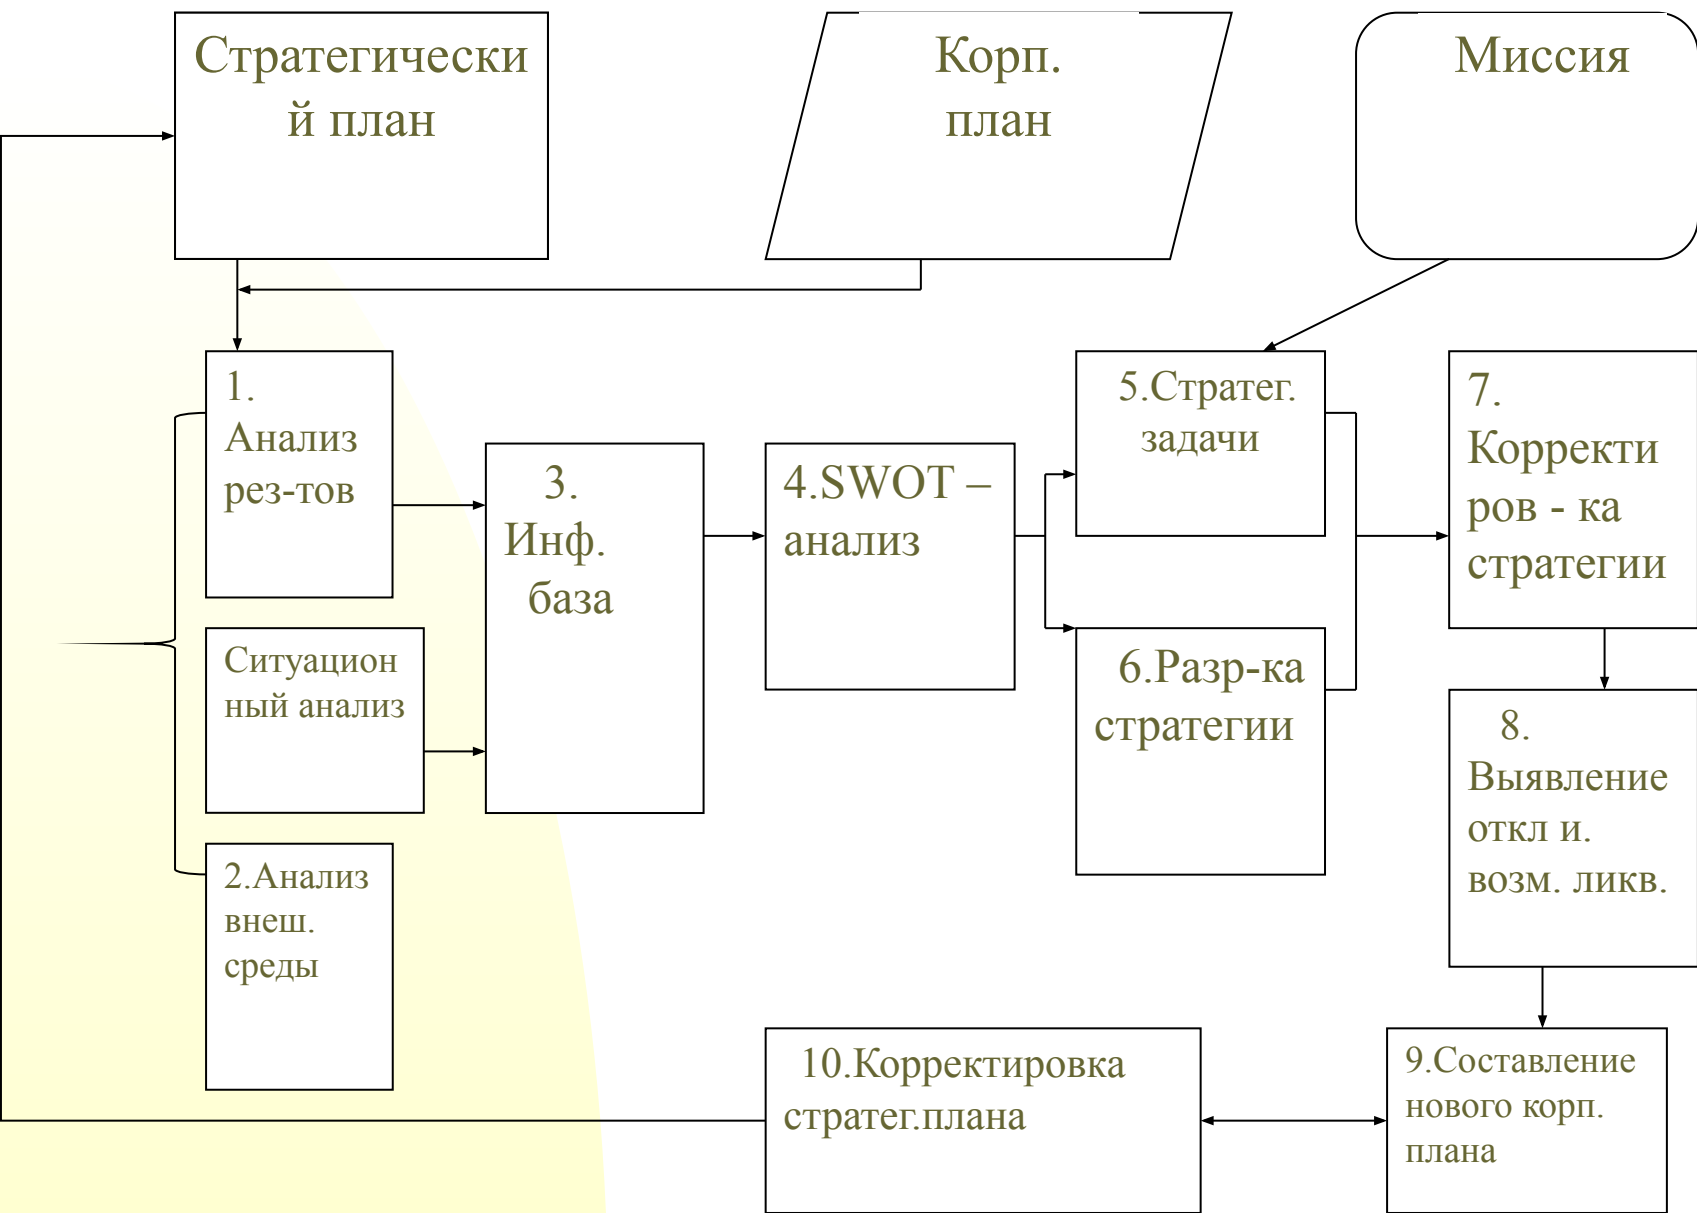 Стратегически
й план
Корп.
план
Миссия
1.
Анализ
рез-тов
Ситуацион
ный анализ
2.Анализ
внеш.
среды
3.
Инф.
база
4.SWOT –
анализ
5.Стратег.
задачи
6.Разр-ка
стратегии
7.
Корректи
ров - ка
стратегии
8.
Выявление
откл и.
возм. ликв.
9.Составление
нового корп.
плана
10.Корректировка
стратег.плана